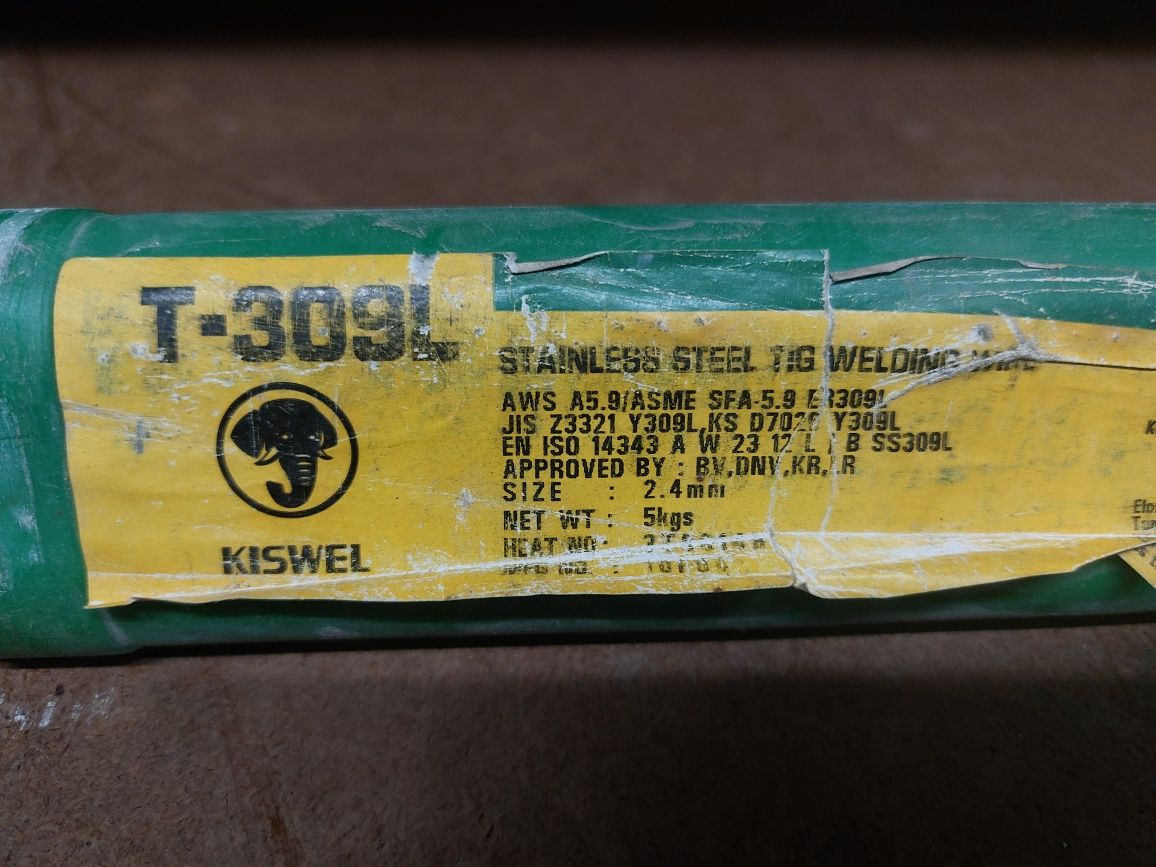 T-309L
STAINLESS STEEL TIG WELDING
AWS A5.9/ASME SFA-5.9 ER309L
JIS Z3321 Y309L,KS Y309L
EN ISO 14343 A W 23 12 L B SS309L
APPROVED BY : BV,DNV,KR,
SIZE : 2.4mm
NET WT : 5kgs
HEAT NO:
MFG NO. :
KISWEL